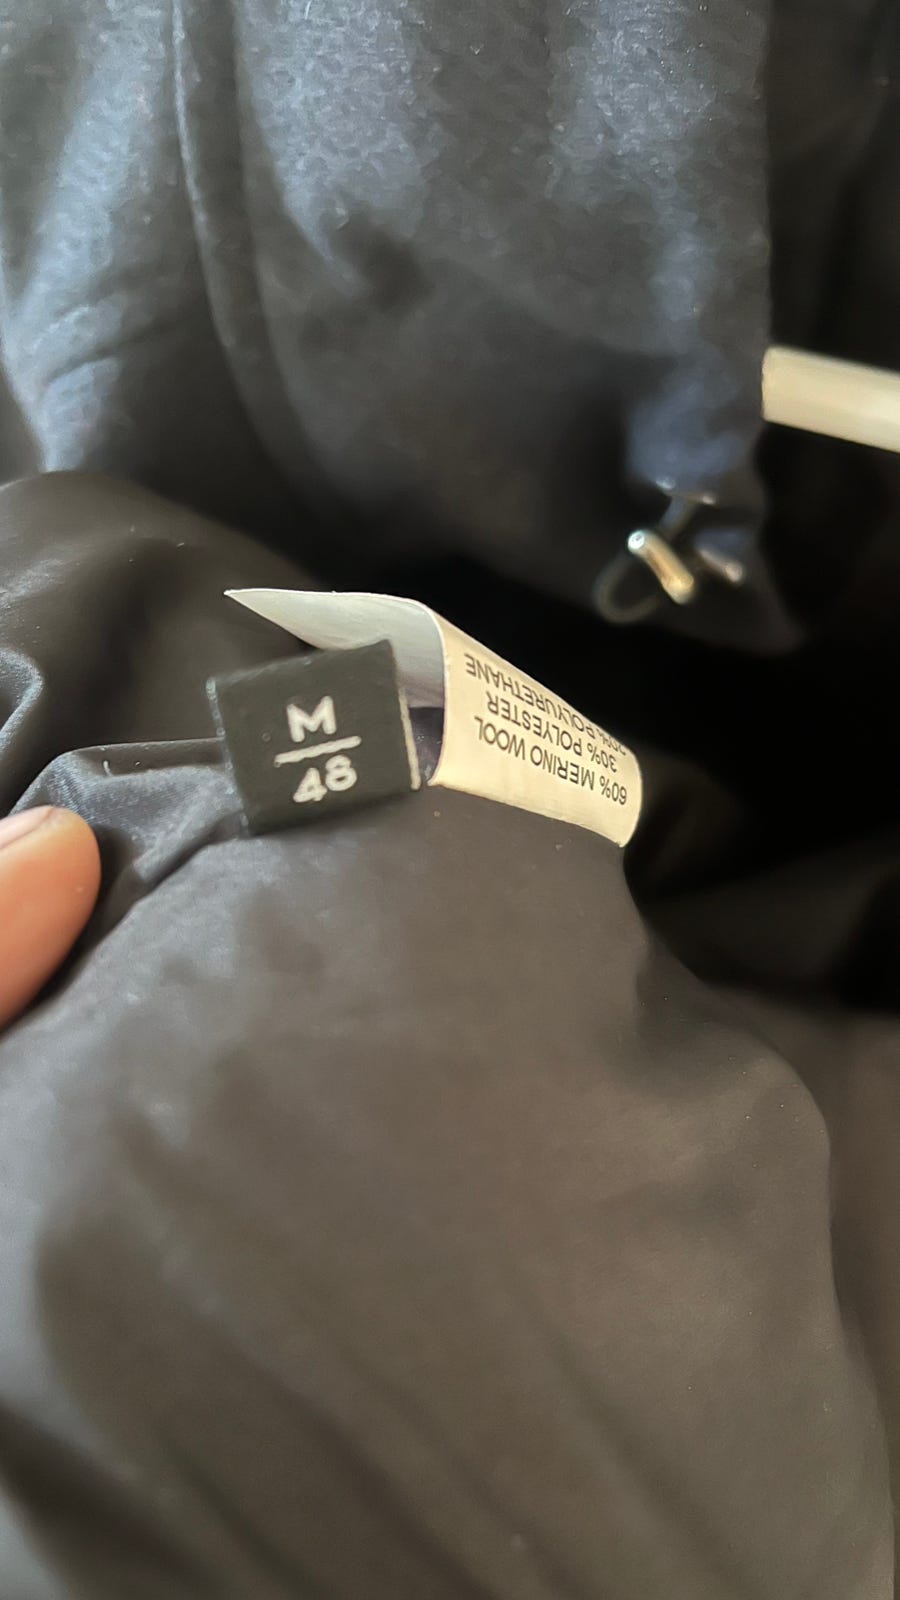 M
48
60% MERINO WOOL
30% POLYESTER
POLYURETHANE